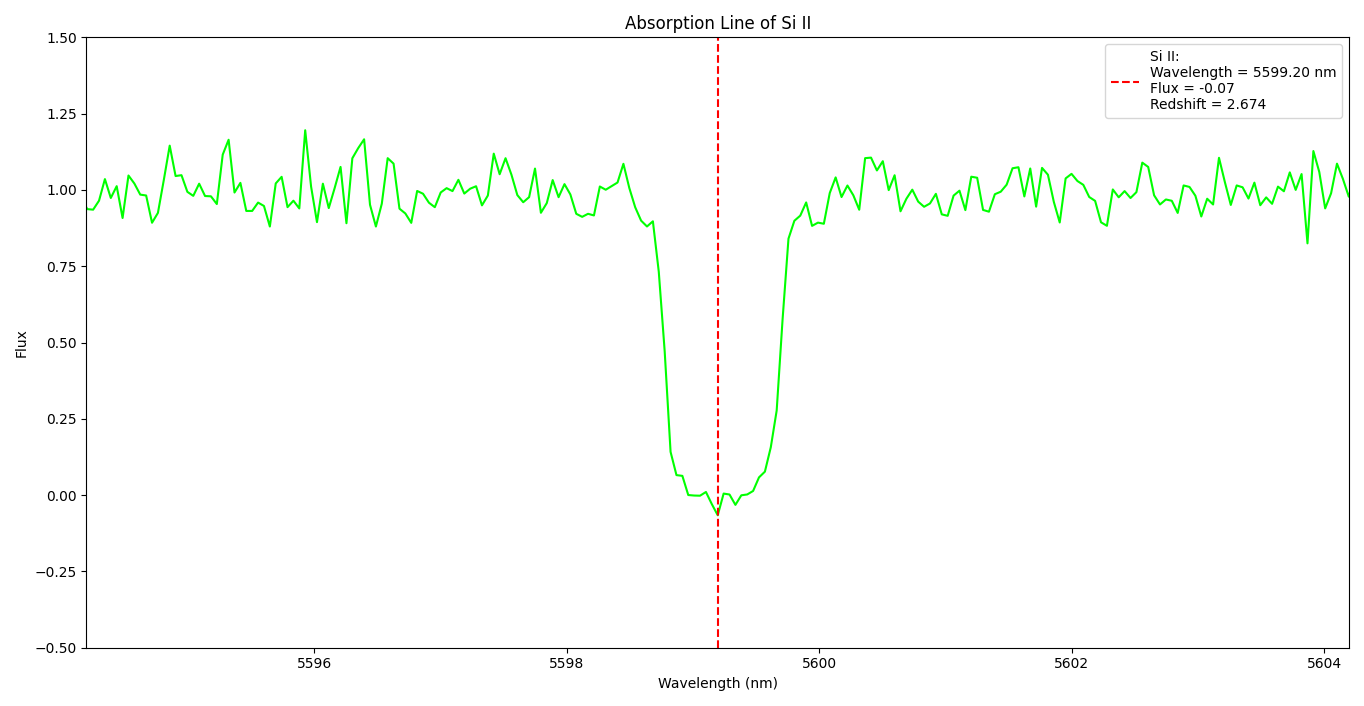 Absorption Line of Si II
Si II:
Wavelength = 5599.20 nm
Flux = -0.07
Redshift = 2.674
Flux
1.50
1.25
1.00
0.75
0.50
0.25
0.00
−0.25
−0.50
5596
5598
5600
5602
5604
Wavelength (nm)